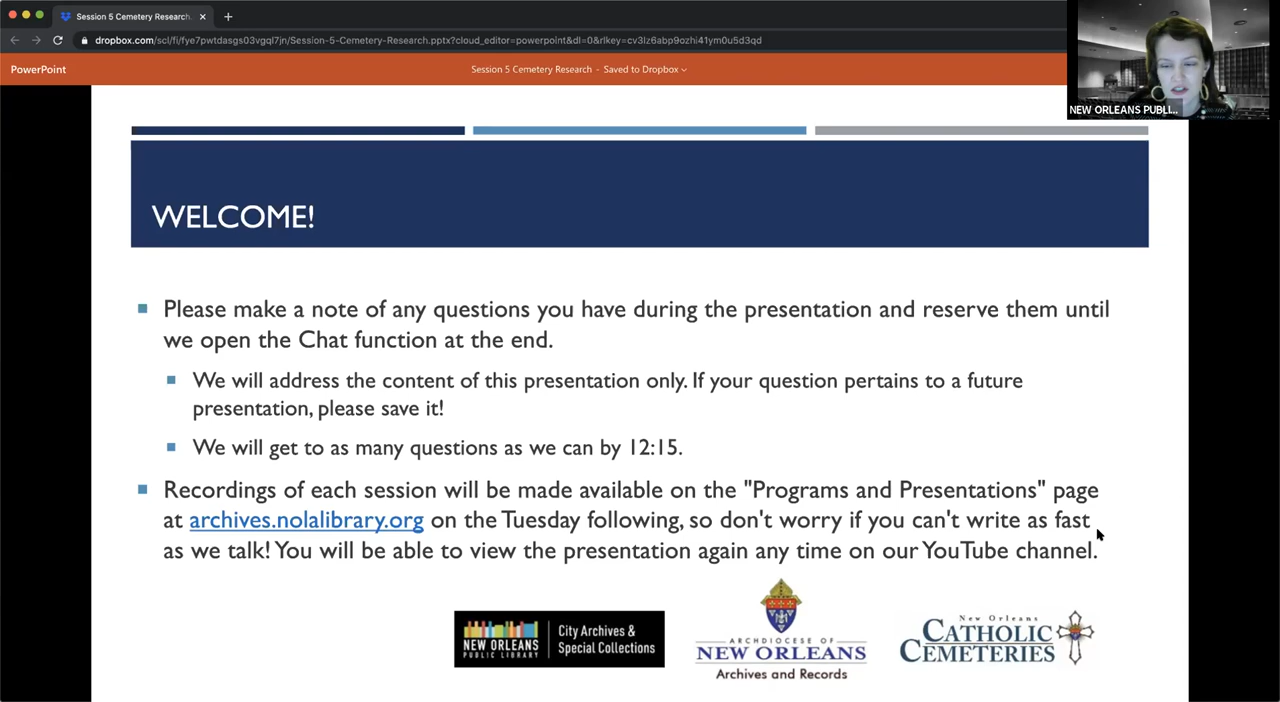 Session 5 Cemetery Research.
dropbox.com/scl/fi/fye7pwtdasgs03vgql7jn/Session-5-Cemetery-Research.pptx?cloud_editor=powerpoint&dl=0&rlkey=cv3lz6abp9ozhi41ym0u5d3qd
PowerPoint
Session 5 Cemetery Research - Saved to Dropbox
NEW ORLEANS PUBLI...
WELCOME!
Please make a note of any questions you have during the presentation and reserve them until
we open the Chat function at the end.
We will address the content of this presentation only. If your question pertains to a future
presentation, please save it!
We will get to as many questions as we can by 12:15.
Recordings of each session will be made available on the "Programs and Presentations" page
at archives.nolalibrary.org on the Tuesday following, so don't worry if you can't write as fast
as we talk! You will be able to view the presentation again any time on our YouTube channel.
NEW ORLEANS
PUBLIC LIBRARY
City Archives &
Special Collections
ARCHDIOCESE OF
NEW ORLEANS
Archives and Records
New Orleans
CATHOLIC
CEMETERIES